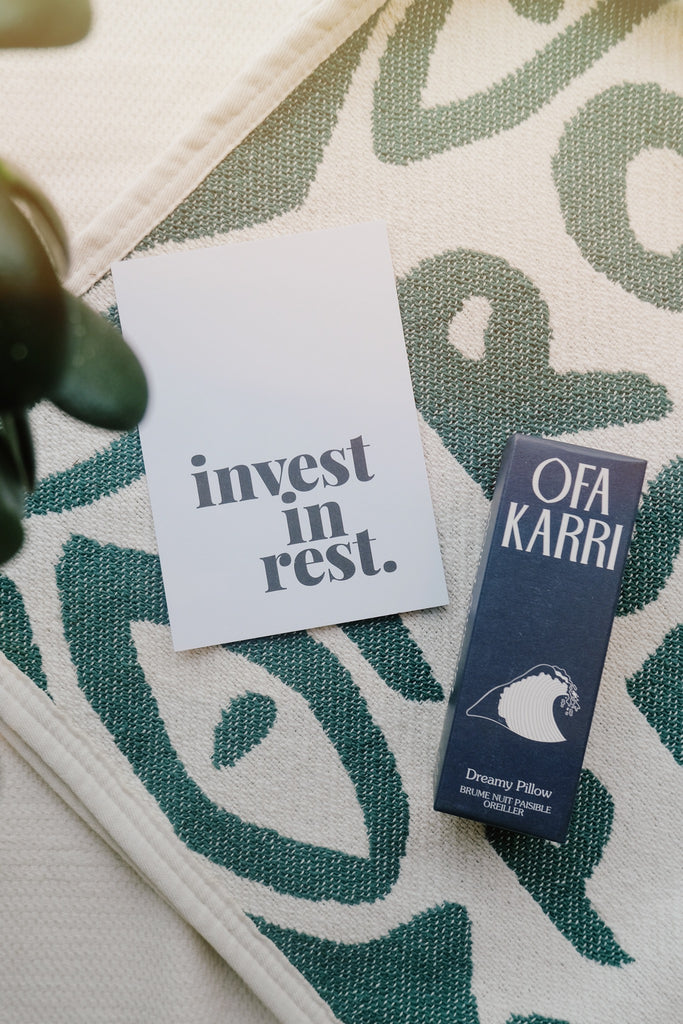 invest
in
rest.
OFA
KARRI
Dreamy Pillow
BRUME NUIT PAISIBLE
OREILLER